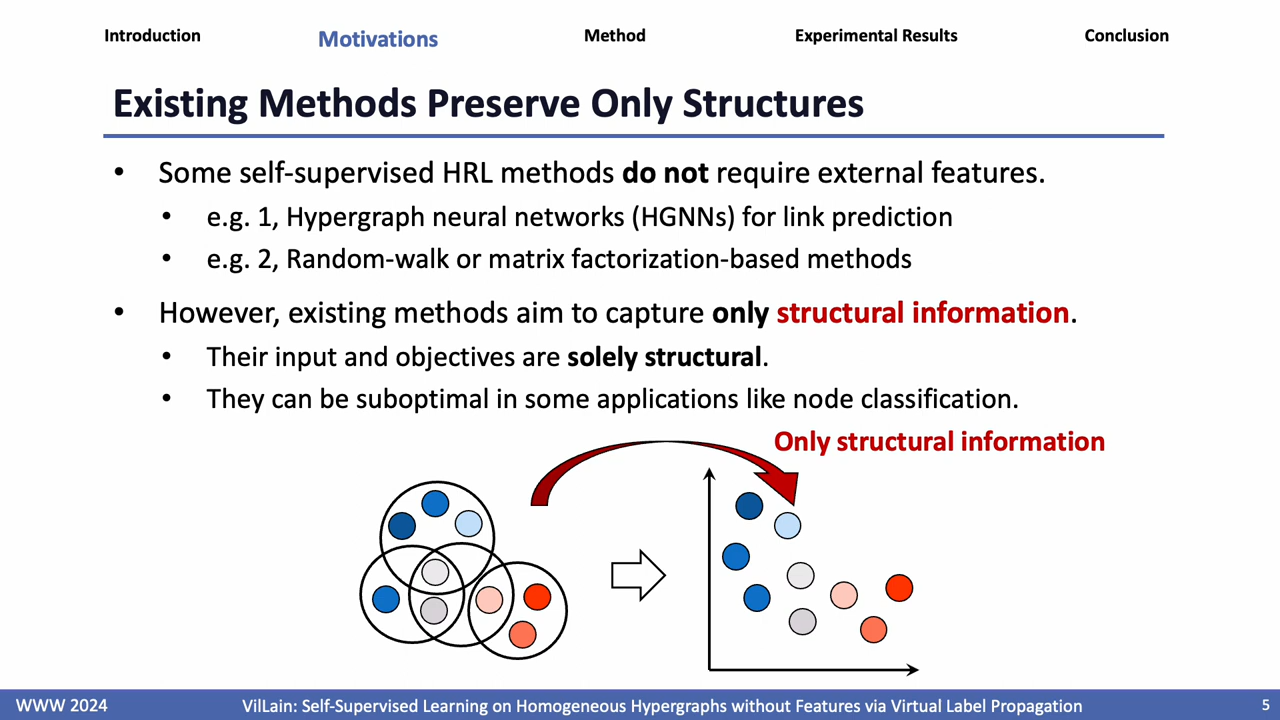 Introduction Motivations Method Experimental Results Conclusion
Existing Methods Preserve Only Structures
• Some self-supervised HRL methods do not require external features.
• e.g. 1, Hypergraph neural networks (HGNNs) for link prediction
• e.g. 2, Random-walk or matrix factorization-based methods
• However, existing methods aim to capture only structural information.
• Their input and objectives are solely structural.
• They can be suboptimal in some applications like node classification.
Only structural information
WWW 2024 VilLain: Self-Supervised Learning on Homogeneous Hypergraphs without Features via Virtual Label Propagation 5